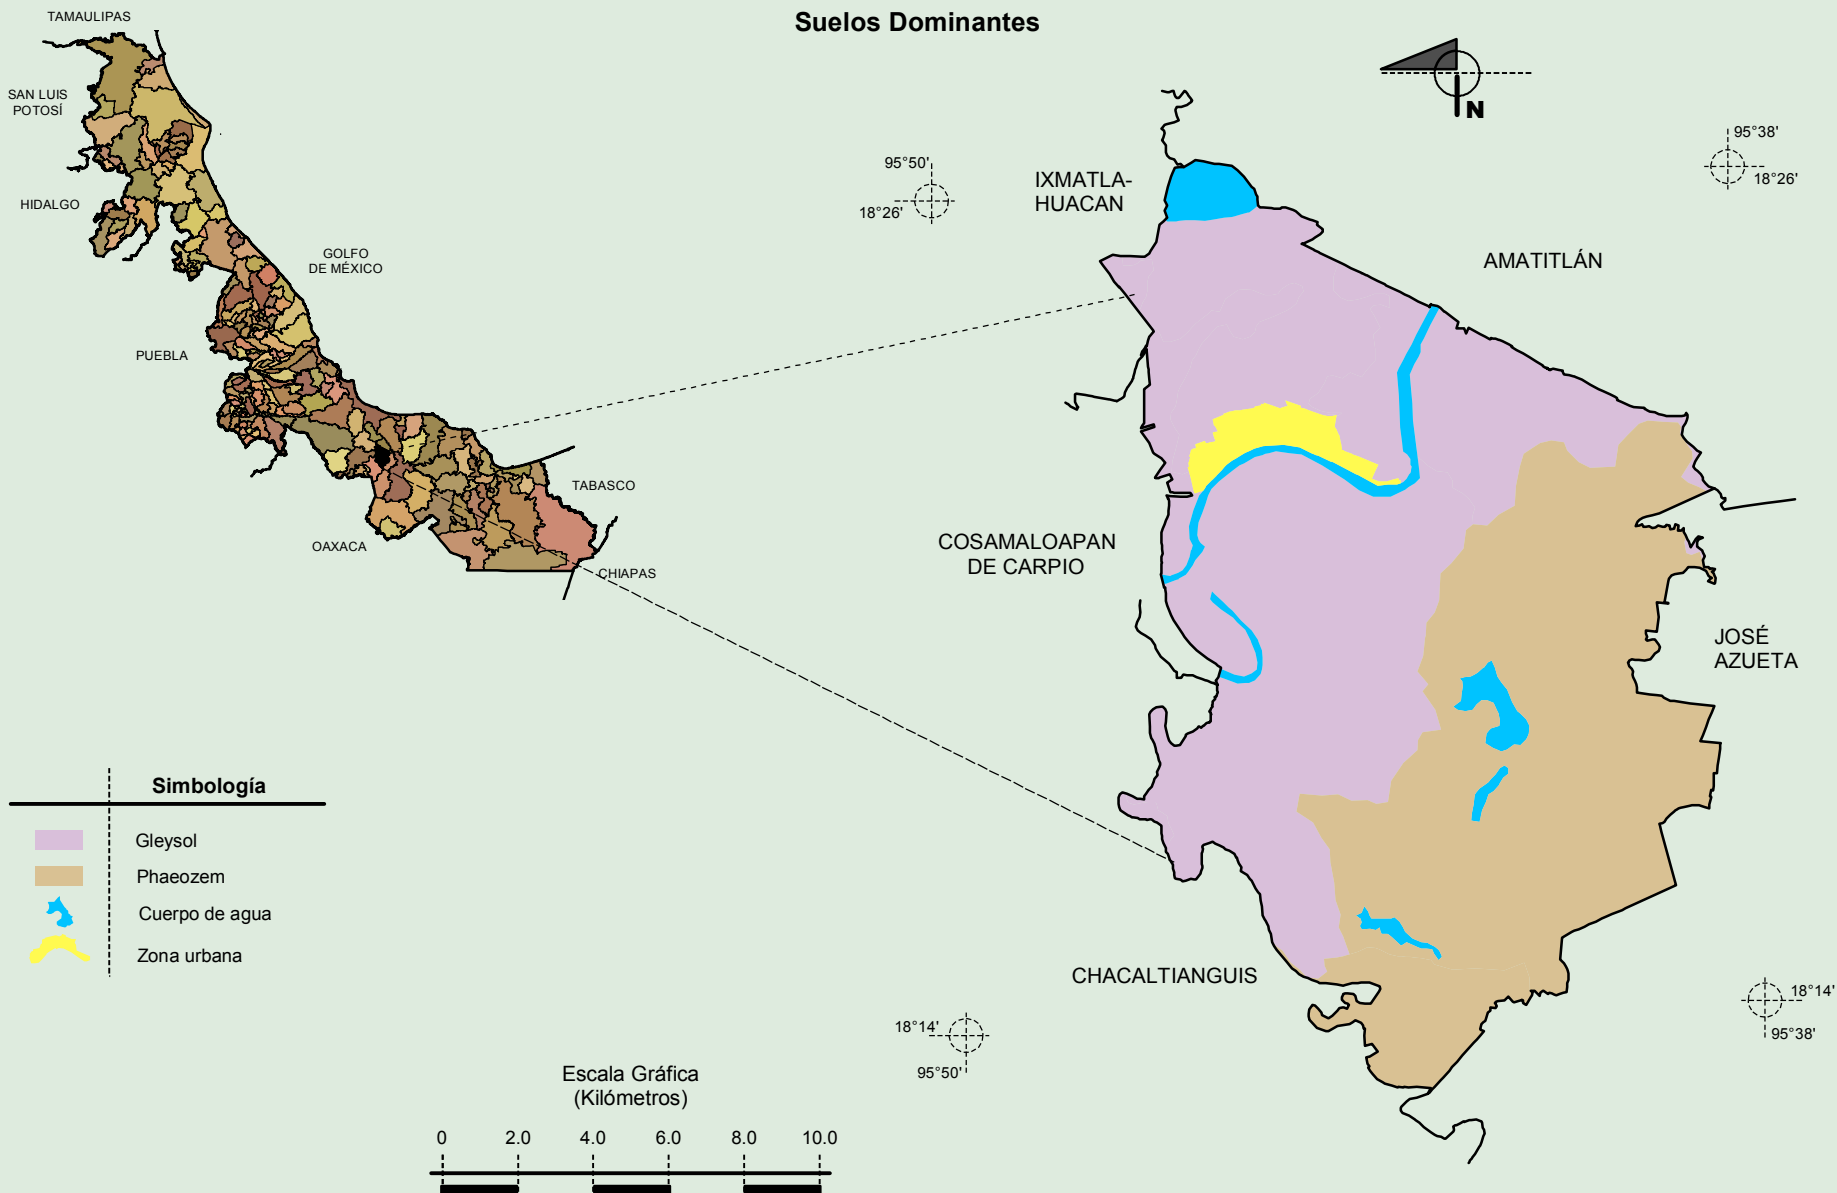 Suelos Dominantes
TAMAULIPAS
SAN LUIS
POTOSÍ
HIDALGO
GOLFO
DE MÉXICO
PUEBLA
TABASCO
OAXACA
CHIAPAS
N
95°50'
18°26'
95°38'
18°26'
IXMATLA-
HUACAN
AMATITLÁN
COSAMALOAPAN
DE CARPIO
JOSÉ
AZUETA
CHACALTIANGUIS
18°14'
95°50'
18°14'
95°38'
Simbología
Gleysol
Phaeozem
Cuerpo de agua
Zona urbana
Escala Gráfica
(Kilómetros)
0 2.0 4.0 6.0 8.0 10.0